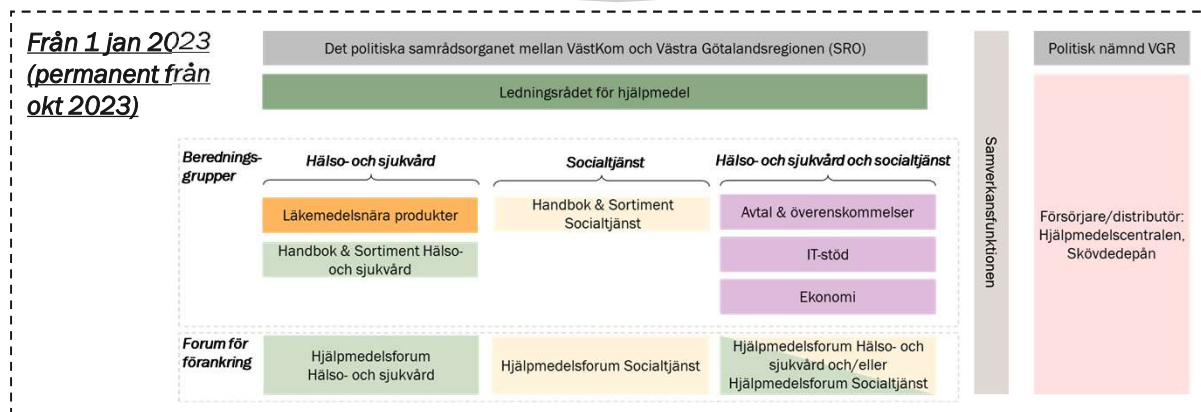 Från 1 jan 2023
(permanent från
okt 2023)
Det politiska samrådsorganet mellan VästKom och Västra Götalandsregionen (SRO)
Ledningsrådet för hjälpmedel
Samverkansfunktionen
Politisk nämnd VGR
Försörjare/distributör:
Hjälpmedelscentralen,
Skövdedepån
Berednings-
grupper
Hälso- och sjukvård
Socialtjänst
Hälso- och sjukvård och socialtjänst
Läkemedelsnära produkter
Handbok & Sortiment Hälso-
och sjukvård
Handbok & Sortiment
Socialtjänst
Avtal & överenskommelser
IT-stöd
Ekonomi
Forum för
förankring
Hjälpmedelsforum
Hälso- och sjukvård
Hjälpmedelsforum Socialtjänst
Hjälpmedelsforum Hälso- och
sjukvård och/eller
Hjälpmedelsforum Socialtjänst